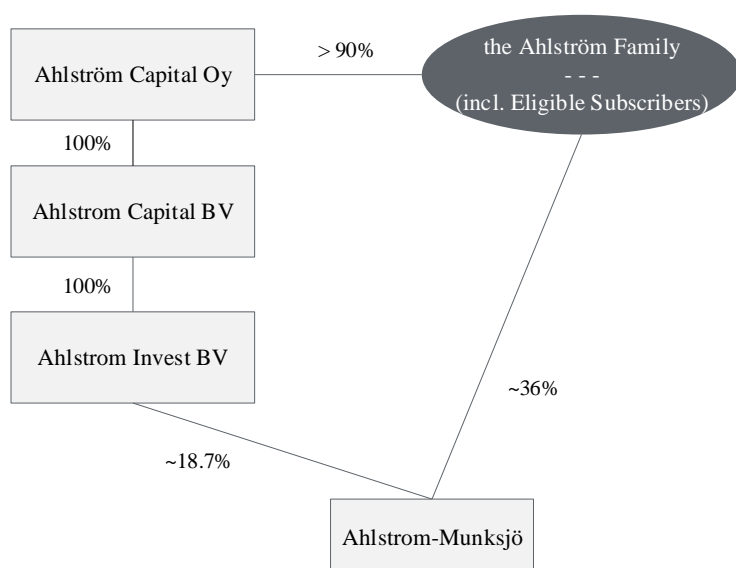 Ahlström Capital Oy
> 90%
the Ahlström Family
- - -
(incl. Eligible Subscribers)
100%
Ahlstrom Capital BV
100%
Ahlstrom Invest BV
~36%
~18.7%
Ahlstrom-Munksjö